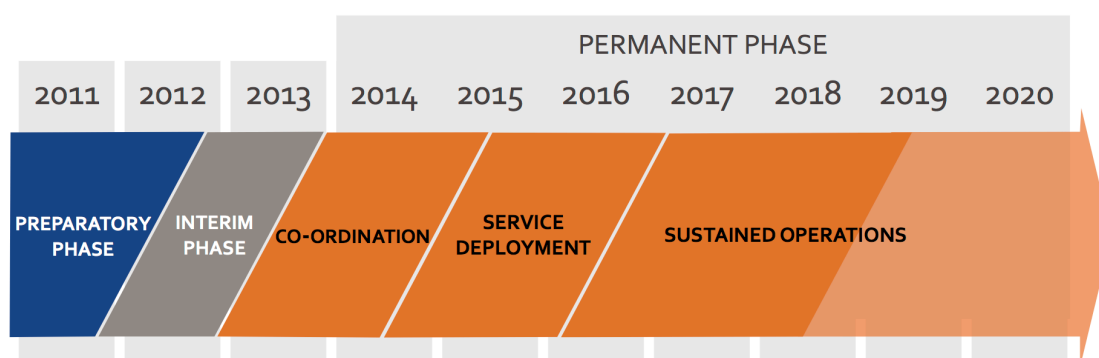 PERMANENT PHASE
2011 2012 2013 2014 2015 2016 2017 2018 2019 2020
PREPARATORY
PHASE
INTERIM
PHASE
CO-ORDINATION
SERVICE
DEPLOYMENT
SUSTAINED OPERATIONS